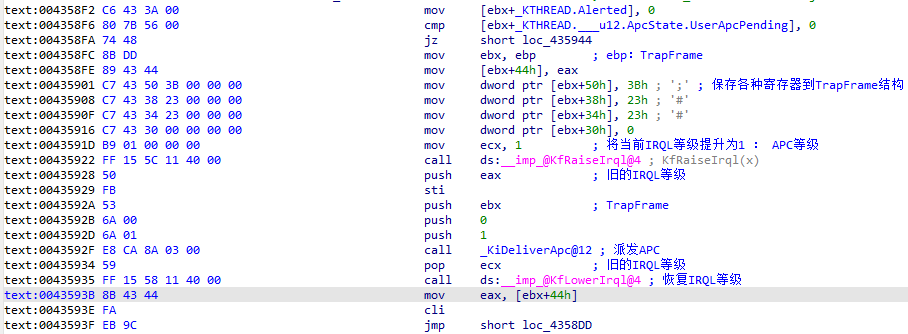 text:004358F2 C6 43 3A 00 mov [ebx+_KTHREAD.Alerted], 0
text:004358F6 80 7B 56 00 cmp [ebx+_KTHREAD.___u12.ApcState.UserApcPending], 0
text:004358FA 74 48 jz short loc_435944
text:004358FC 8B DD mov ebx, ebp ; ebp: TrapFrame
text:004358FE 89 43 44 mov [ebx+44h], eax
text:00435901 C7 43 50 3B 00 00 00 mov dword ptr [ebx+50h], 3Bh ; ';' ; 保存各种寄存器到TrapFrame结构
text:00435908 C7 43 38 23 00 00 00 mov dword ptr [ebx+38h], 23h ; '#'
text:0043590F C7 43 34 23 00 00 00 mov dword ptr [ebx+34h], 23h ; '#'
text:00435916 C7 43 30 00 00 00 00 mov dword ptr [ebx+30h], 0
text:0043591D B9 01 00 00 00 mov ecx, 1 ; 将当前IRQL等级提升为1 : APC等级
text:00435922 FF 15 5C 11 40 00 call ds:__imp_@KfRaiseIrql@4 ; KfRaiseIrql(x)
text:00435928 50 push eax ; 旧的IRQL等级
text:00435929 FB sti
text:0043592A 53 push ebx ; TrapFrame
text:0043592B 6A 00 push 0
text:0043592D 6A 01 push 1
text:0043592F E8 CA 8A 03 00 call _KiDeliverApc@12 ; 派发APC
text:00435934 59 pop ecx ; 旧的IRQL等级
text:00435935 FF 15 58 11 40 00 call ds:__imp_@KfLowerIrql@4 ; 恢复IRQL等级
text:0043593B 8B 43 44 mov eax, [ebx+44h]
text:0043593E FA cli
text:0043593F EB 9C jmp short loc_4358DD